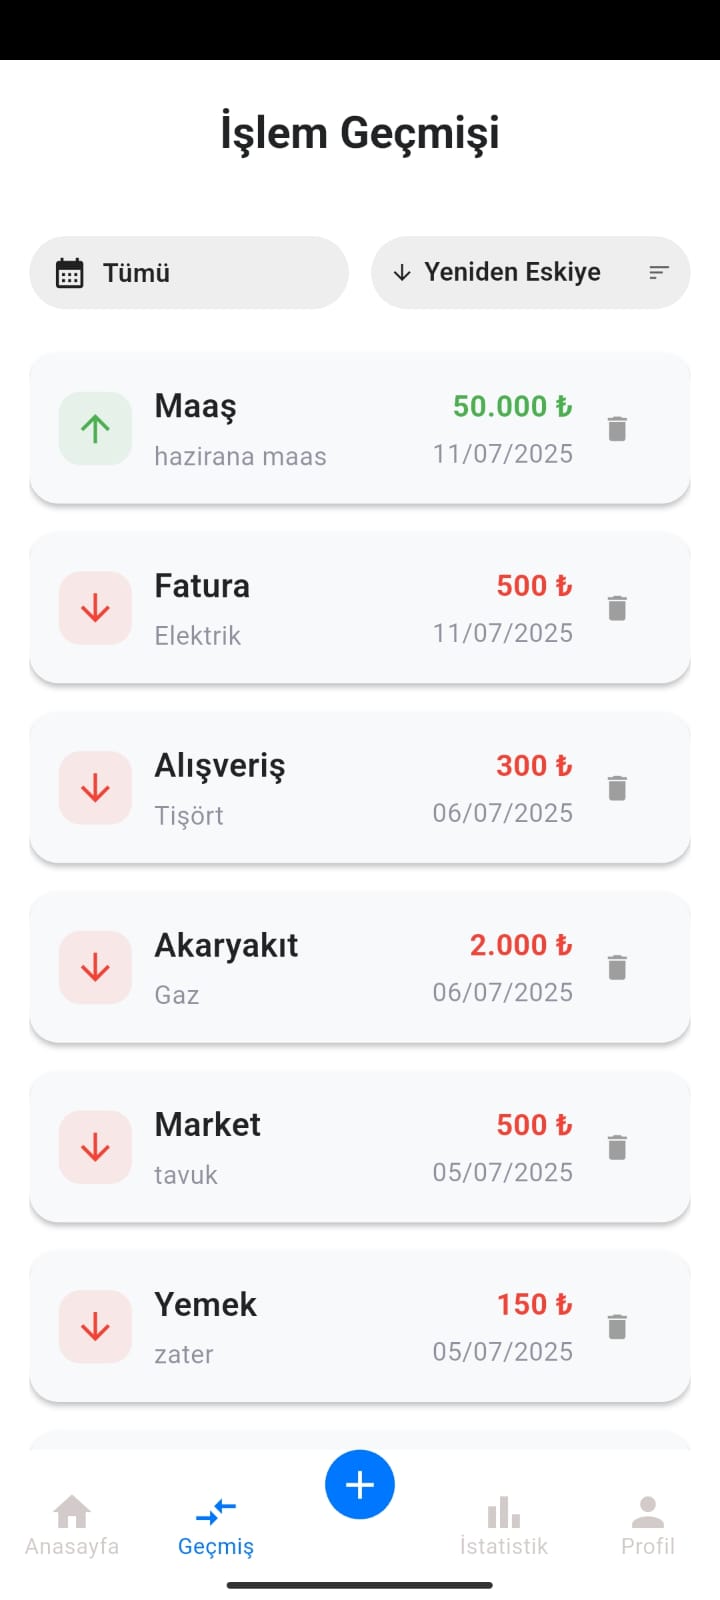 İşlem Geçmişi
Tümü
Yeniden Eskiye
Maaş
50.000 ₺
hazirana maas
11/07/2025
Fatura
500 ₺
Elektrik
11/07/2025
Alışveriş
300 ₺
Tişört
06/07/2025
Akaryakıt
2.000 ₺
Gaz
06/07/2025
Market
500 ₺
tavuk
05/07/2025
Yemek
150 ₺
zater
05/07/2025
Anasayfa
Geçmiş
İstatistik
Profil